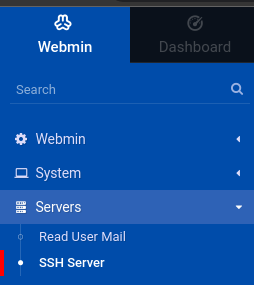 Webmin
Dashboard
Search
Webmin
System
Servers
Read User Mail
SSH Server